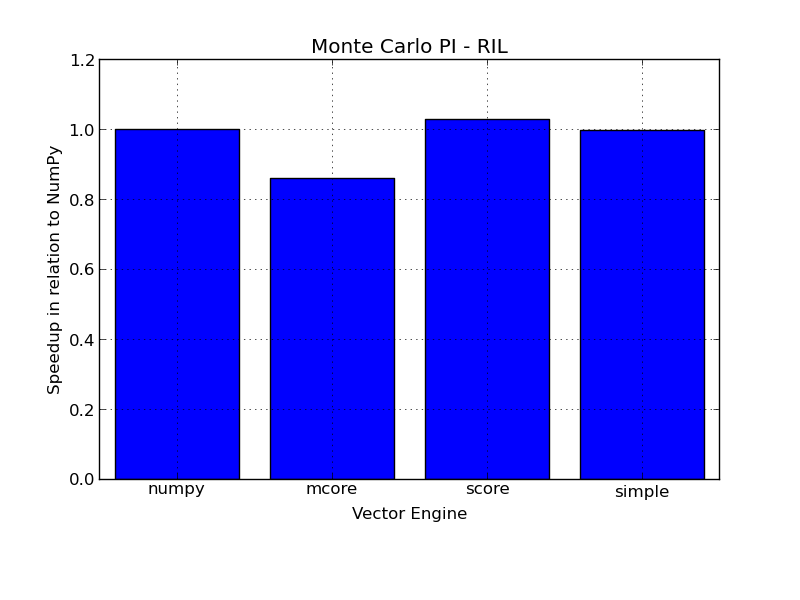 Monte Carlo PI - RIL
1.2
1.0
0.8
0.6
0.4
0.2
0.0
Speedup in relation to NumPy
numpy mcore score simple
Vector Engine